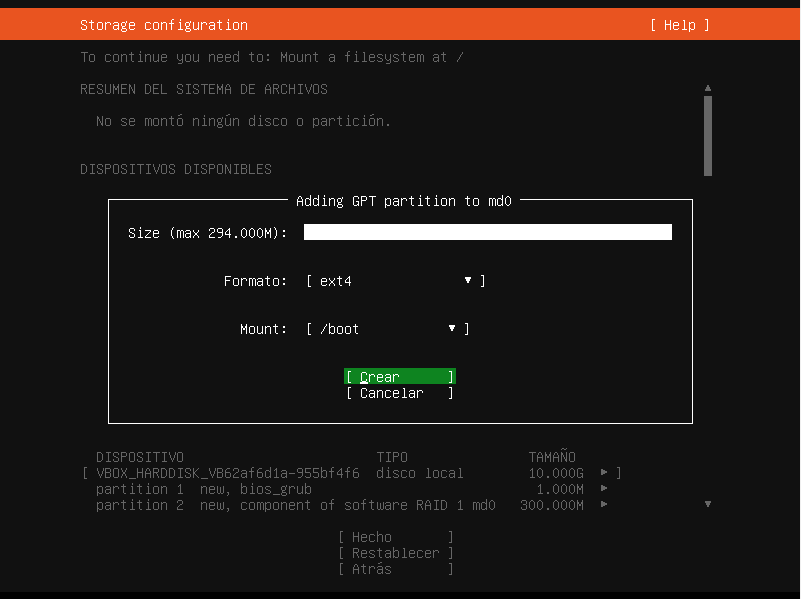 Storage configuration [ Help ]
To continue you need to: Mount a filesystem at /
RESUMEN DEL SISTEMA DE ARCHIVOS
No se montó ningún disco o partición.
DISPOSITIVOS DISPONIBLES
Adding GPT partition to md0
Size (max 294.000M):
Formato: [ ext4 ▼ ]
Mount: [ /boot ▼ ]
[ Crear ]
[ Cancelar ]
DISPOSITIVO TIPO TAMAÑO
[ VBOX_HARDDISK_VB62af6d1a-955bf4f6 disco local 10.000G ▶ ]
partition 1 new, bios_grub 1.000M ▶
partition 2 new, component of software RAID 1 md0 300.000M ▶
[ Hecho ]
[ Restablecer ]
[ Atrás ]